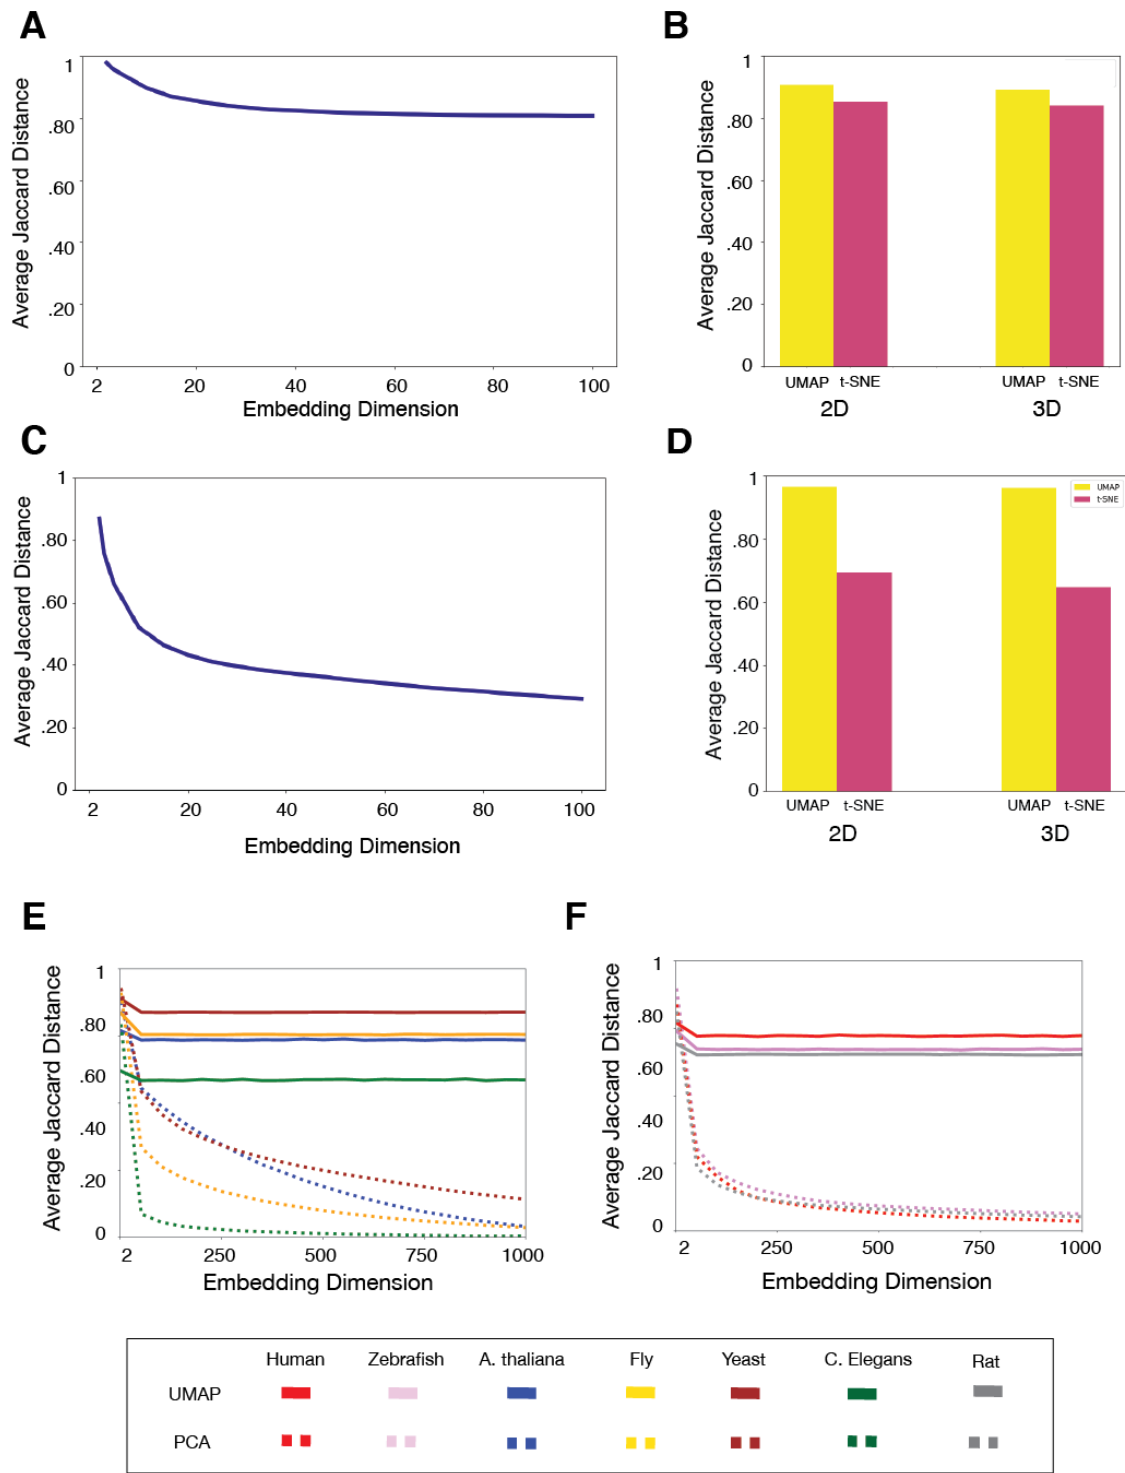 A
1
.80
.60
.40
.20
0
Average Jaccard Distance
2 20 40 60 80 100
Embedding Dimension
B
1
.80
.60
.40
.20
0
Average Jaccard Distance
UMAP t-SNE UMAP t-SNE
2D 3D
C
1
.80
.60
.40
.20
0
Average Jaccard Distance
2 20 40 60 80 100
Embedding Dimension
D
1
.80
.60
.40
.20
0
Average Jaccard Distance
UMAP
t-SNE
UMAP t-SNE UMAP t-SNE
2D 3D
E
1
.80
.60
.40
.20
0
Average Jaccard Distance
2 250 500 750 1000
Embedding Dimension
F
1
.80
.60
.40
.20
0
Average Jaccard Distance
2 250 500 750 1000
Embedding Dimension
Human Zebrafish A. thaliana Fly Yeast C. Elegans Rat
UMAP
PCA